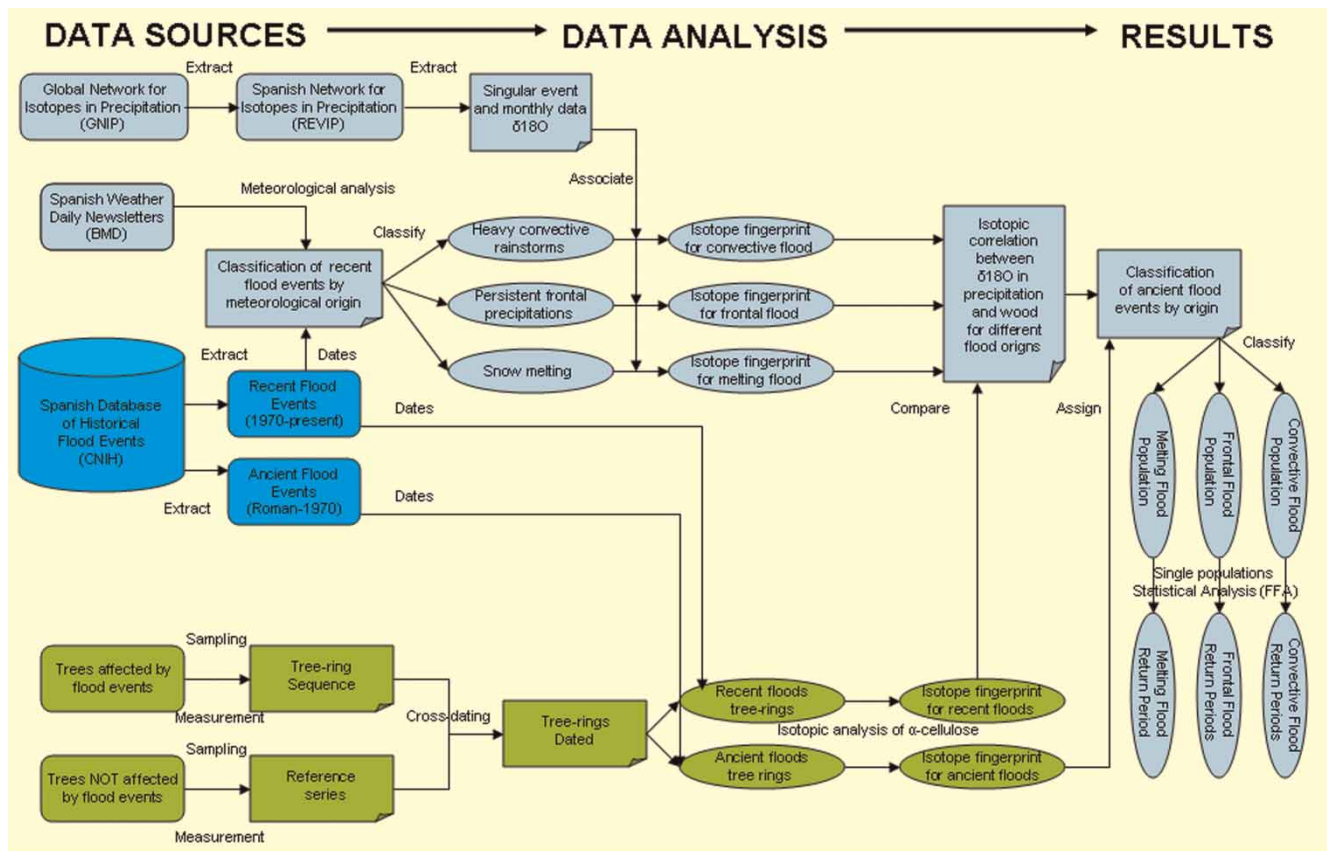 DATA SOURCES
DATA ANALYSIS
RESULTS
Global Network for
Isotopes in Precipitation
(GNIP)
Extract
Spanish Network for
Isotopes in Precipitation
(REVIP)
Extract
Singular event
and monthly data
δ18O
Associate
Spanish Weather
Daily Newsletters
(BMD)
Meteorological analysis
Classification of recent
flood events by
meteorological origin
Classify
Heavy convective
rainstorms
Persistent frontal
precipitations
Snow melting
Isotope fingerprint
for convective flood
Isotope fingerprint
for frontal flood
Isotope fingerprint
for melting flood
Isotopic
correlation
between
δ18O in
precipitation
and wood for
different
flood origns
Classification
of ancient flood
events by origin
Classify
Spanish Database
of Historical
Flood Events
(CNIH)
Extract
Dates
Recent Flood
Events
(1970-present)
Dates
Extract
Ancient Flood
Events
(Roman-1970)
Dates
Compare
Assign
Melting Flood
Population
Frontal Flood
Population
Convective Flood
Population
Single populations
Statistical Analysis (FFA)
Melting Flood
Return Period
Frontal Flood
Return Periods
Convective Flood
Return Periods
Trees affected by
flood events
Sampling
Measurement
Tree-ring
Sequence
Trees NOT affected
by flood events
Sampling
Measurement
Reference
series
Cross-dating
Tree-rings
Dated
Recent floods
tree-rings
Isotope fingerprint
for recent floods
Isotopic analysis of α-cellulose
Ancient floods
tree rings
Isotope fingerprint
for ancient floods